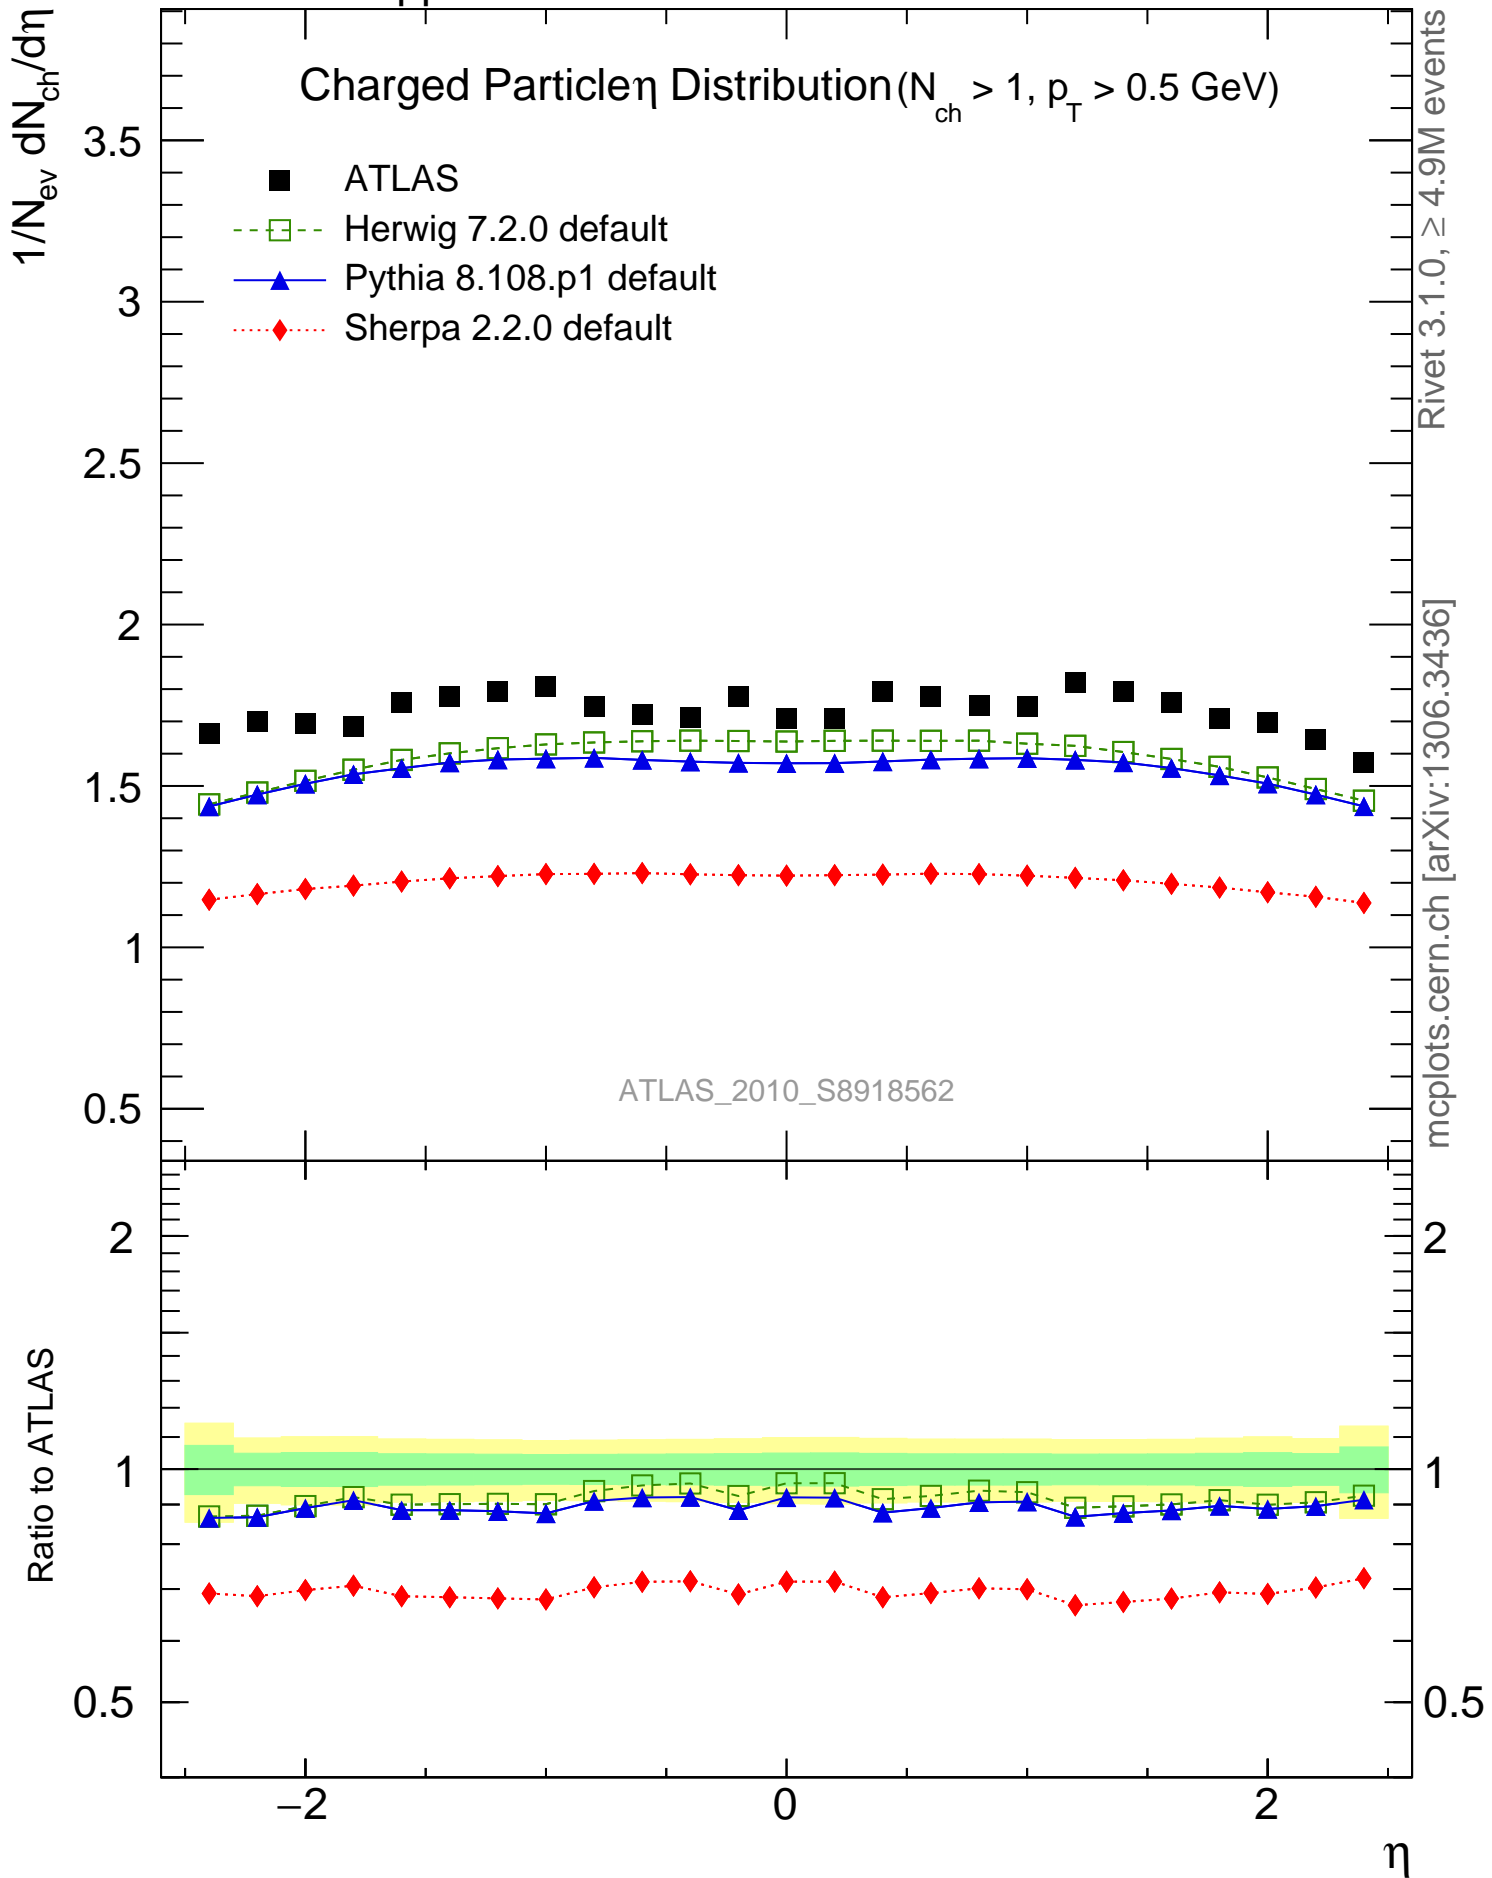 Charged Particleη Distribution (N_ch > 1, p_T > 0.5 GeV)
1/N_ev dN_ch/dη
ATLAS
Herwig 7.2.0 default
Pythia 8.108.p1 default
Sherpa 2.2.0 default
3.5
3
2.5
2
1.5
1
0.5
ATLAS_2010_S8918562
Rivet 3.1.0, ≥ 4.9M events
mcplots.cern.ch [arXiv:1306.3436]
Ratio to ATLAS
2
2
1
1
0.5
0.5
−2
0
2
η